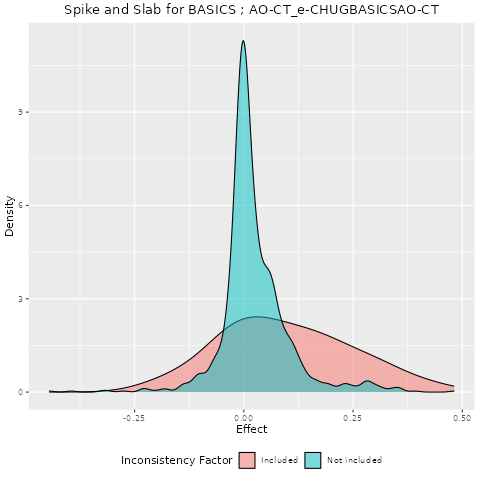 Spike and Slab for BASICS ; AO-CT_e-CHUGBASICSAO-CT
Density
9
6
3
0
-0.25
0.00
0.25
0.50
Effect
Inconsistency Factor
Included
Not included